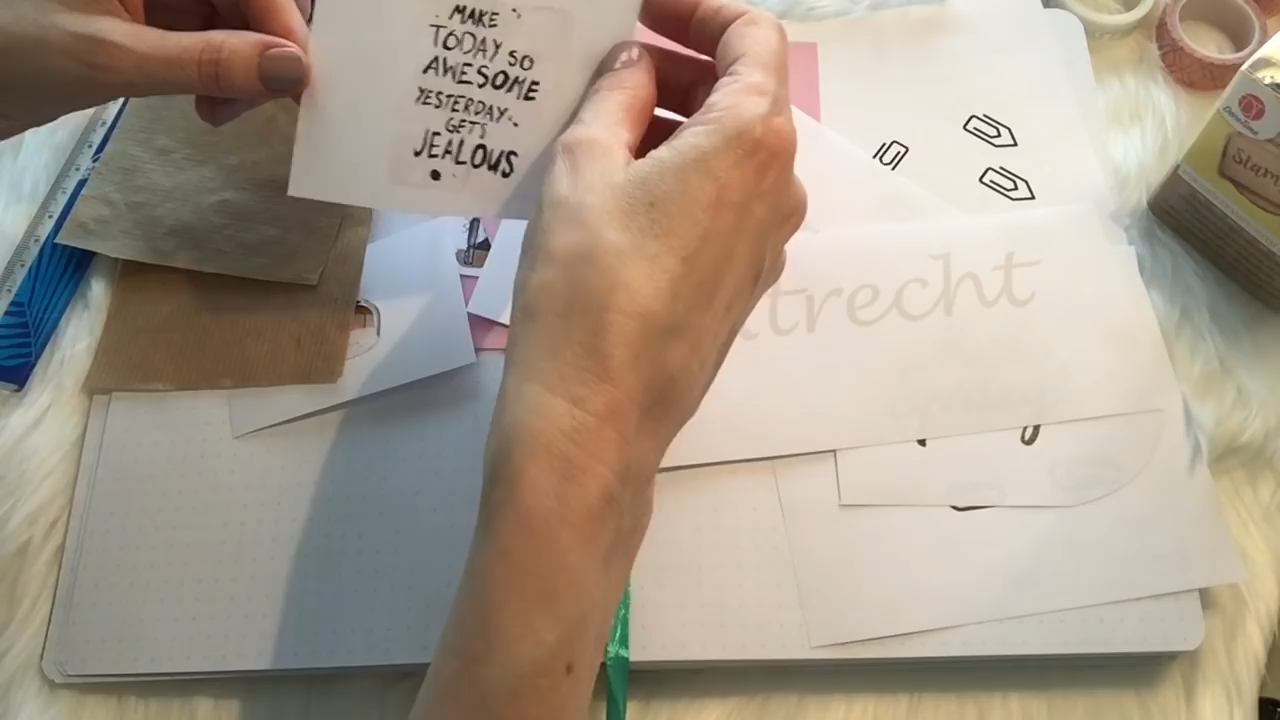 MAKE
TODAY SO
AWESOME
YESTERDAY
GETS
JEALOUS
trecht
Stam